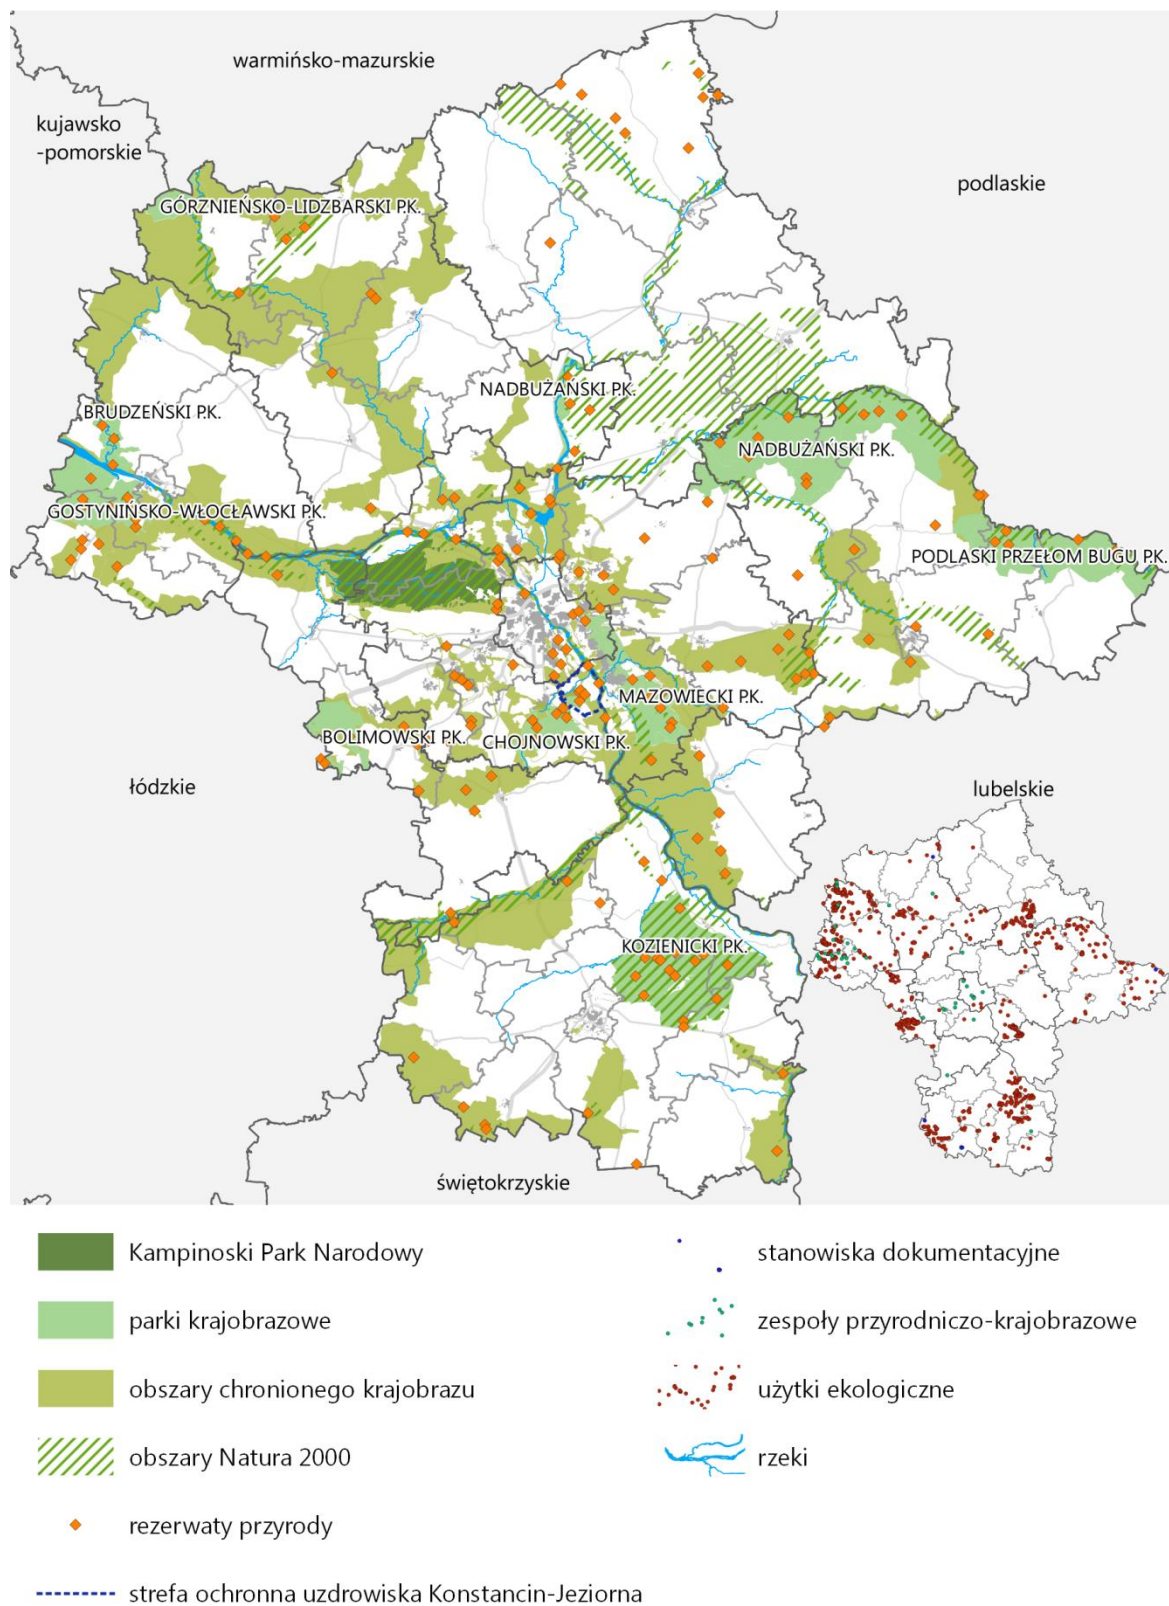 warmińsko-mazurskie
kujawsko
-pomorskie
podlaskie
GÓRZNIEŃSKO-LIDZBARSKI P.K.
NADBUŻAŃSKI P.K.
BRUDZEŃSKI P.K.
NADBUŻAŃSKI P.K.
GOSTYNIŃSKO-WŁOCŁAWSKI P.K.
PODLASKI PRZEŁOM BUGU P.K.
MAZOWIECKI P.K.
BOLIMOWSKI P.K.
CHOJNOWSKI P.K.
łódzkie
lubelskie
KOZIENICKI P.K.
świętokrzyskie
Kampinoski Park Narodowy
parki krajobrazowe
obszary chronionego krajobrazu
obszary Natura 2000
rezerwaty przyrody
strefa ochronna uzdrowiska Konstancin-Jeziorna
stanowiska dokumentacyjne
zespoły przyrodniczo-krajobrazowe
użytki ekologiczne
rzeki